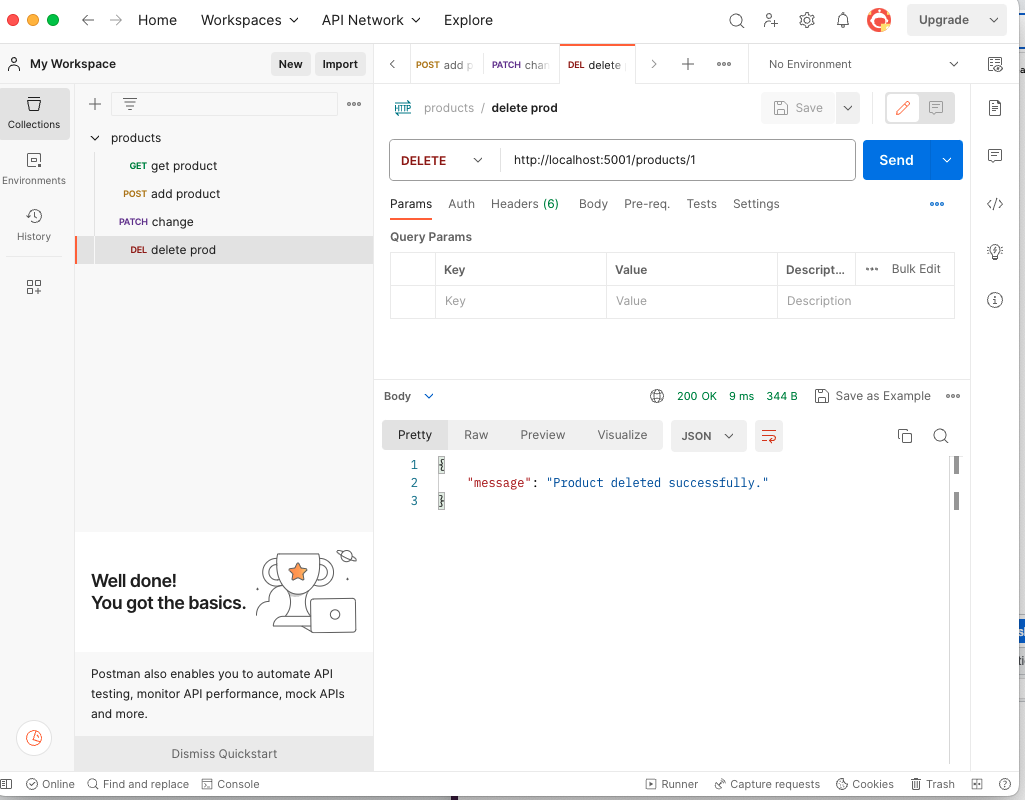 Home Workspaces API Network Explore Upgrade
My Workspace New Import POST add p PATCH chan DEL delete No Environment
Collections
Environments
History
products
GET get product
POST add product
PATCH change
DEL delete prod
HTTP products / delete prod Save
DELETE http://localhost:5001/products/1 Send
Params Auth Headers (6) Body Pre-req. Tests Settings
Query Params
Key Value Descript... Bulk Edit
Key Value Description
Body 200 OK 9 ms 344 B Save as Example
Pretty Raw Preview Visualize JSON
1 {
2 "message": "Product deleted successfully."
3 }
Well done!
You got the basics.
Postman also enables you to automate API
testing, monitor API performance, mock APIs
and more.
Dismiss Quickstart
Online Find and replace Console Runner Capture requests Cookies Trash